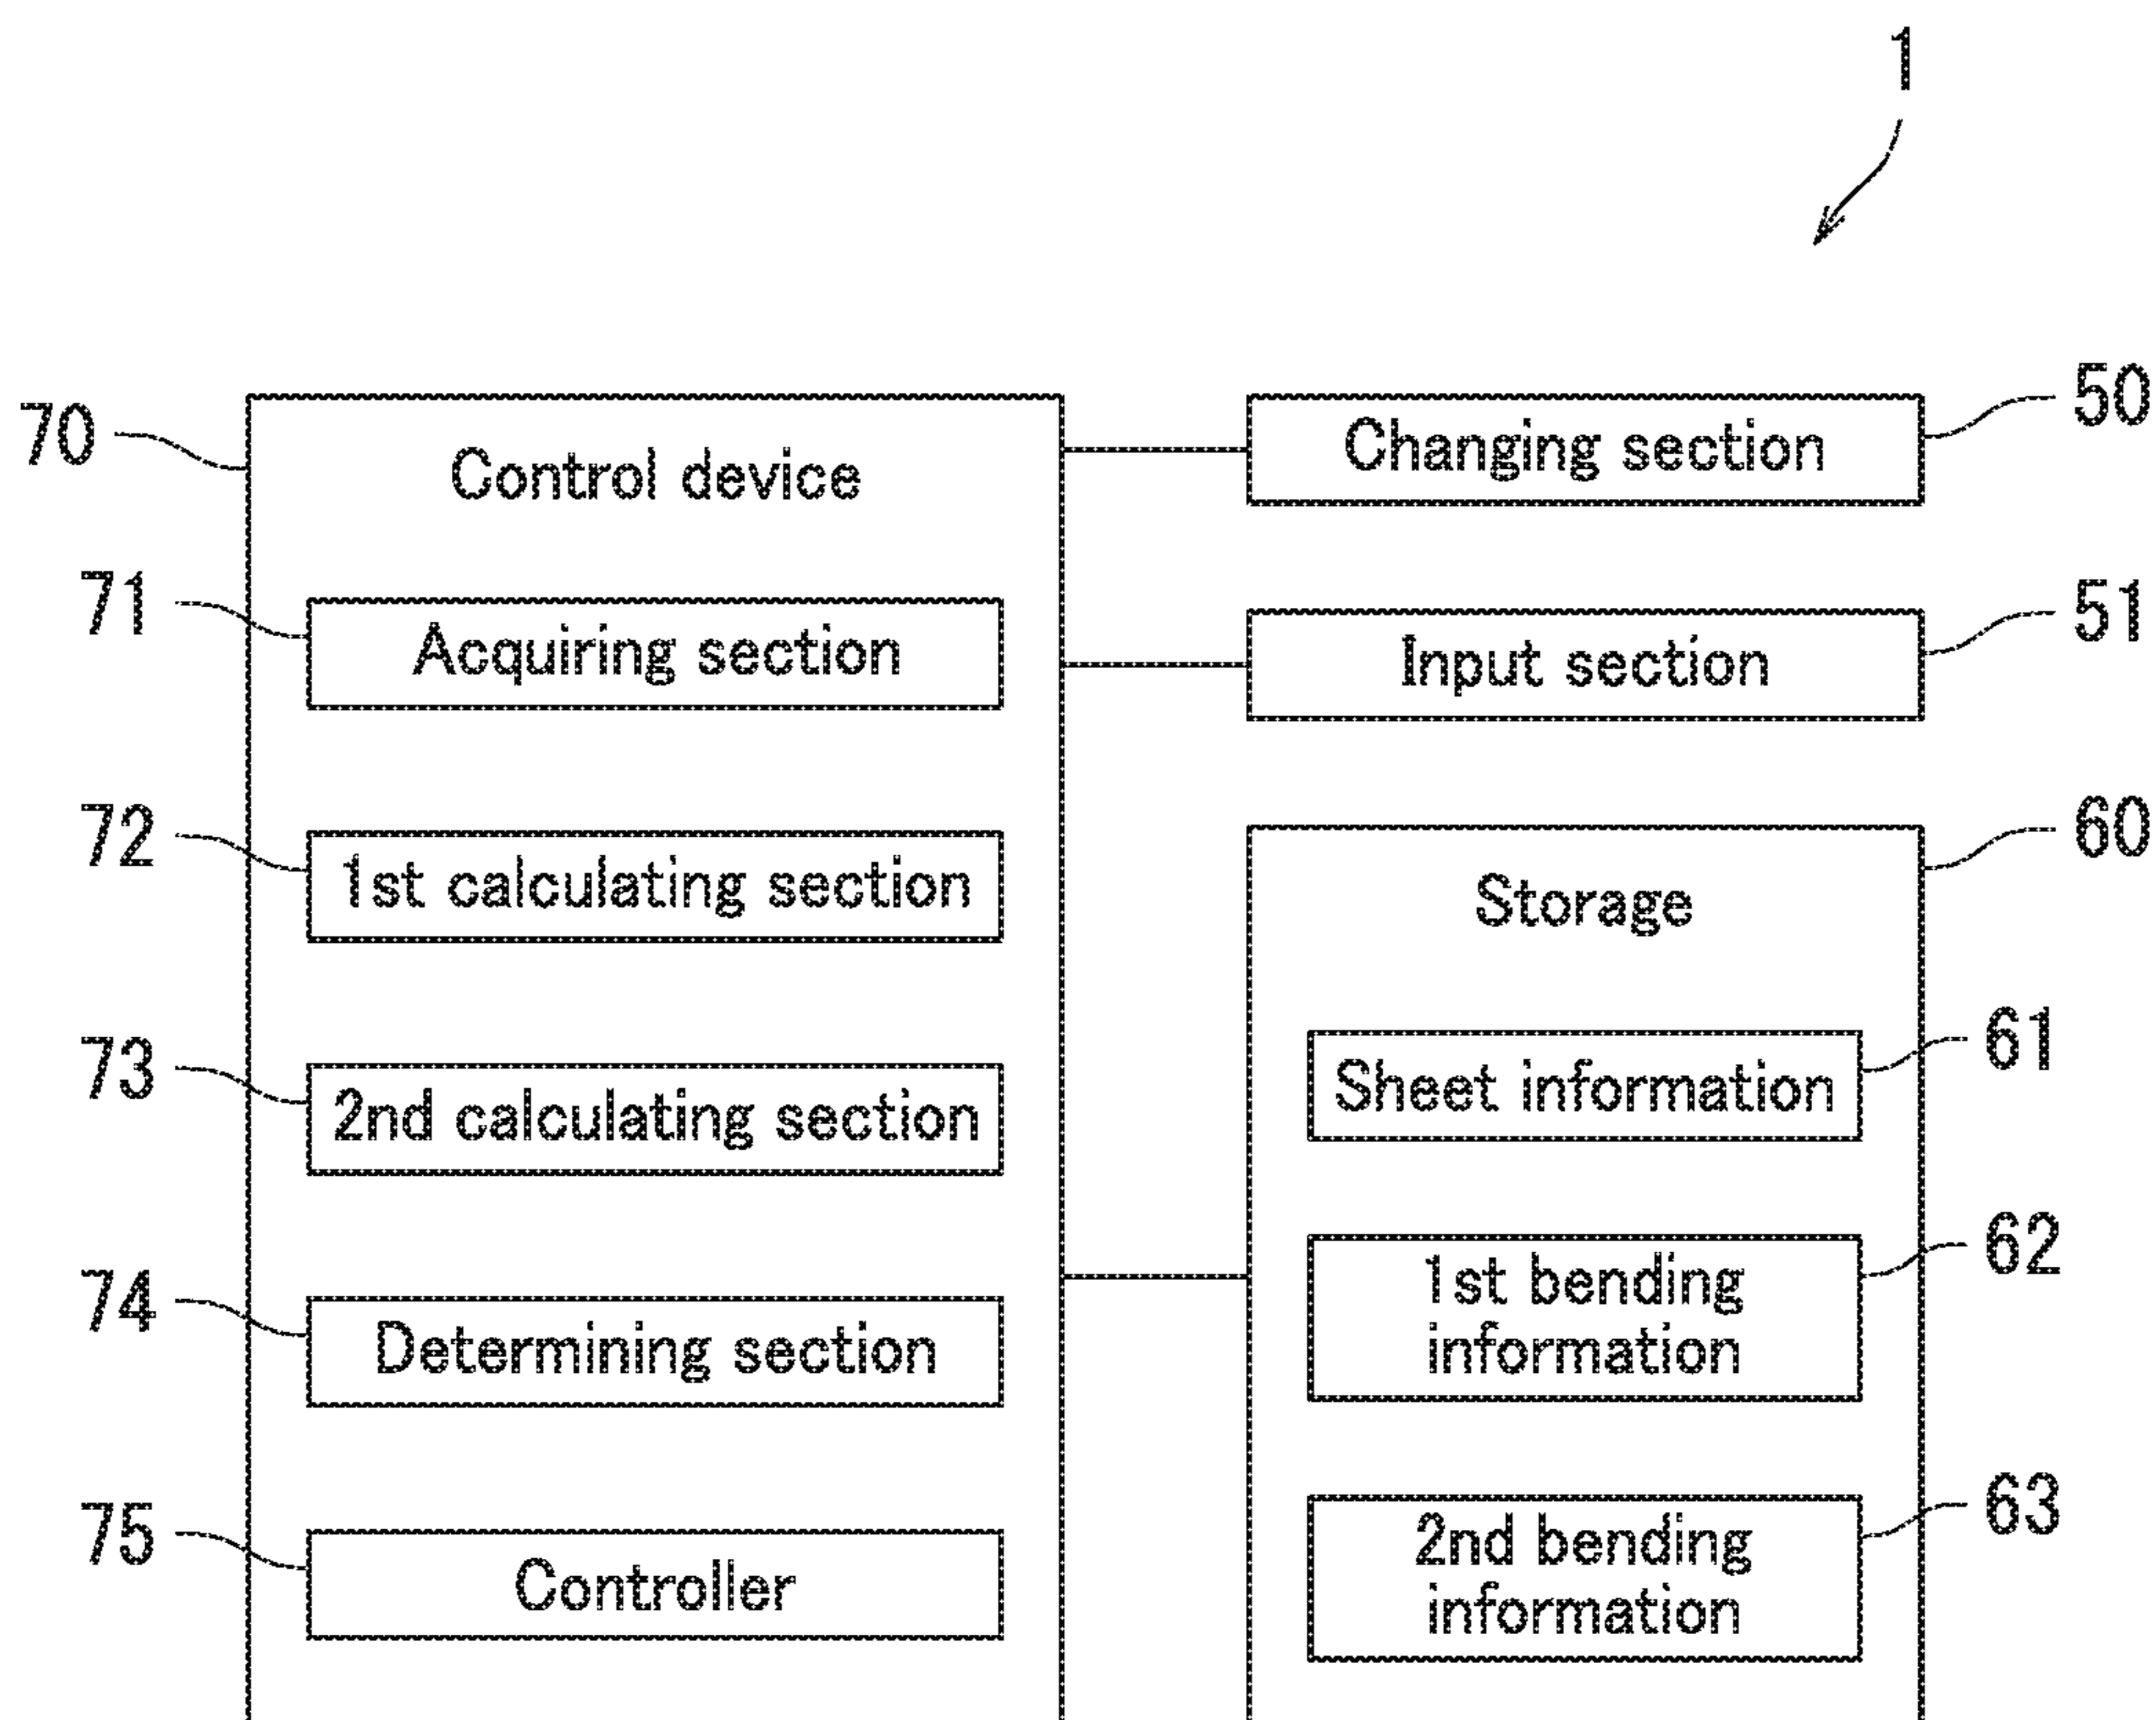 1
70
Control device
50
Changing section
71
Acquiring section
51
Input section
72
1st calculating section
60
Storage
73
2nd calculating section
61
Sheet information
74
Determining section
62
1st bending
information
75
Controller
63
2nd bending
information